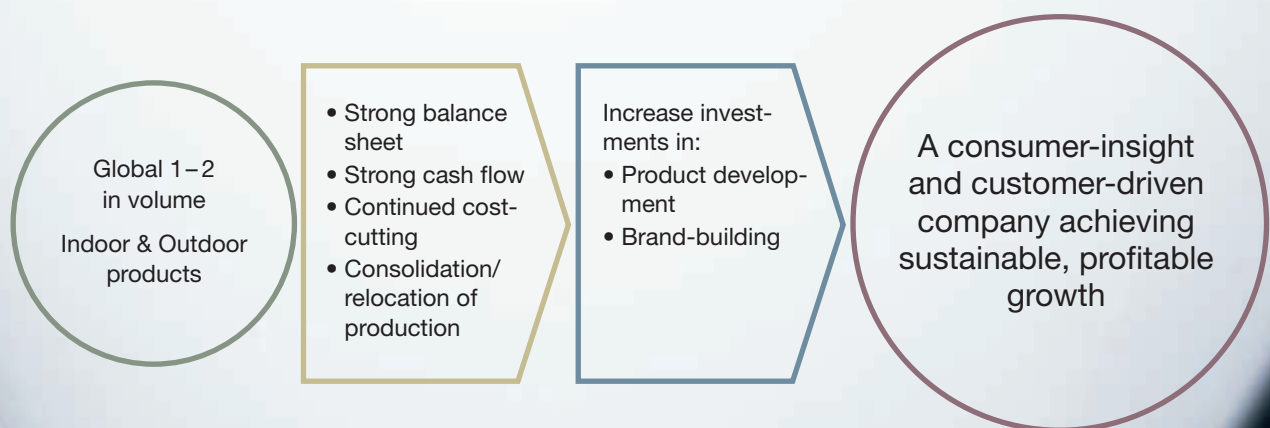 Global 1–2
in volume
Indoor & Outdoor
products
• Strong balance
sheet
• Strong cash flow
• Continued cost-
cutting
• Consolidation/
relocation of
production
Increase invest-
ments in:
• Product develop-
ment
• Brand-building
A consumer-insight
and customer-driven
company achieving
sustainable, profitable
growth